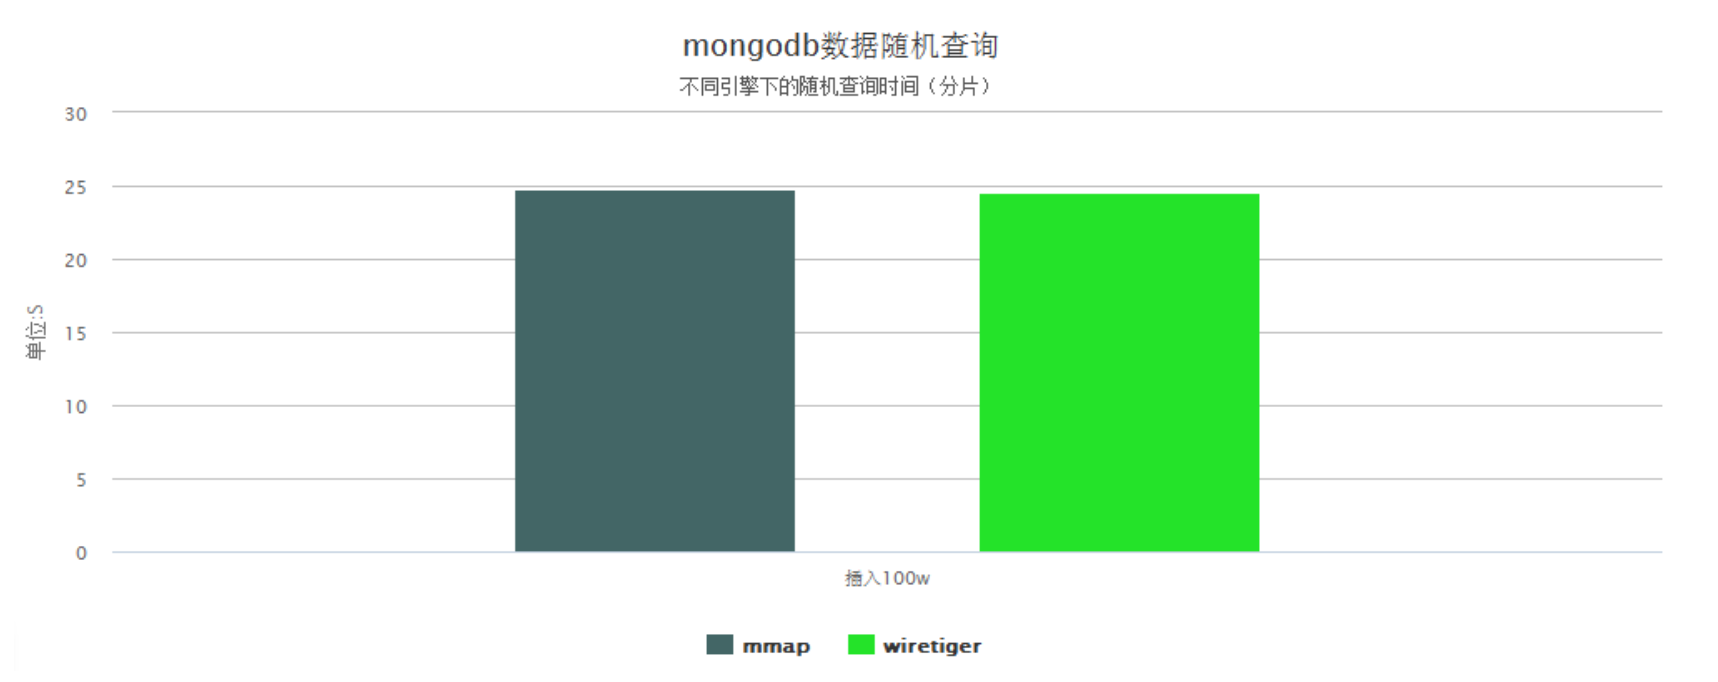 mongodb数据随机查询
不同引擎下的随机查询时间（分片）
30
25
20
15
10
5
0
单位:S
插入100w
mmap
wiretiger